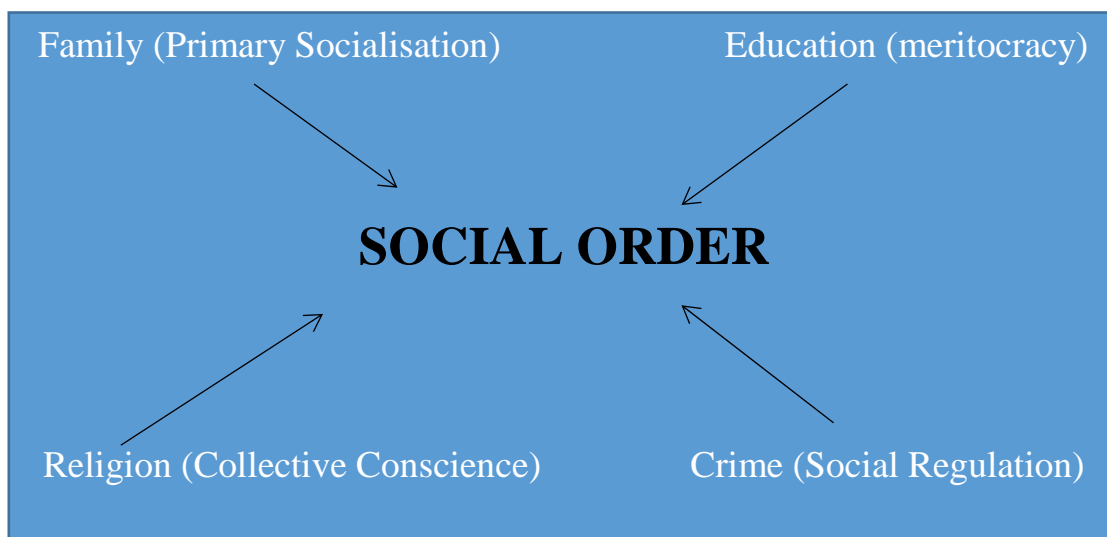 Family (Primary Socialisation)
Education (meritocracy)
SOCIAL ORDER
Religion (Collective Conscience)
Crime (Social Regulation)